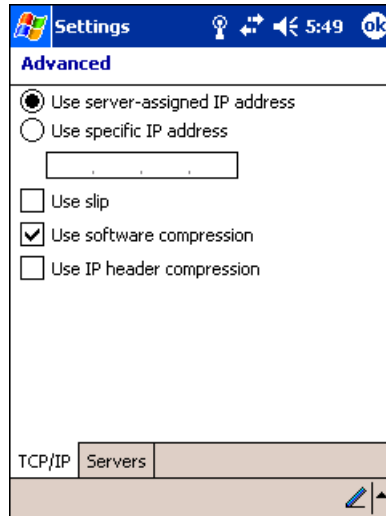 Settings 5:49 ok
Advanced
Use server-assigned IP address
Use specific IP address
. . .
Use slip
Use software compression
Use IP header compression
TCP/IP Servers